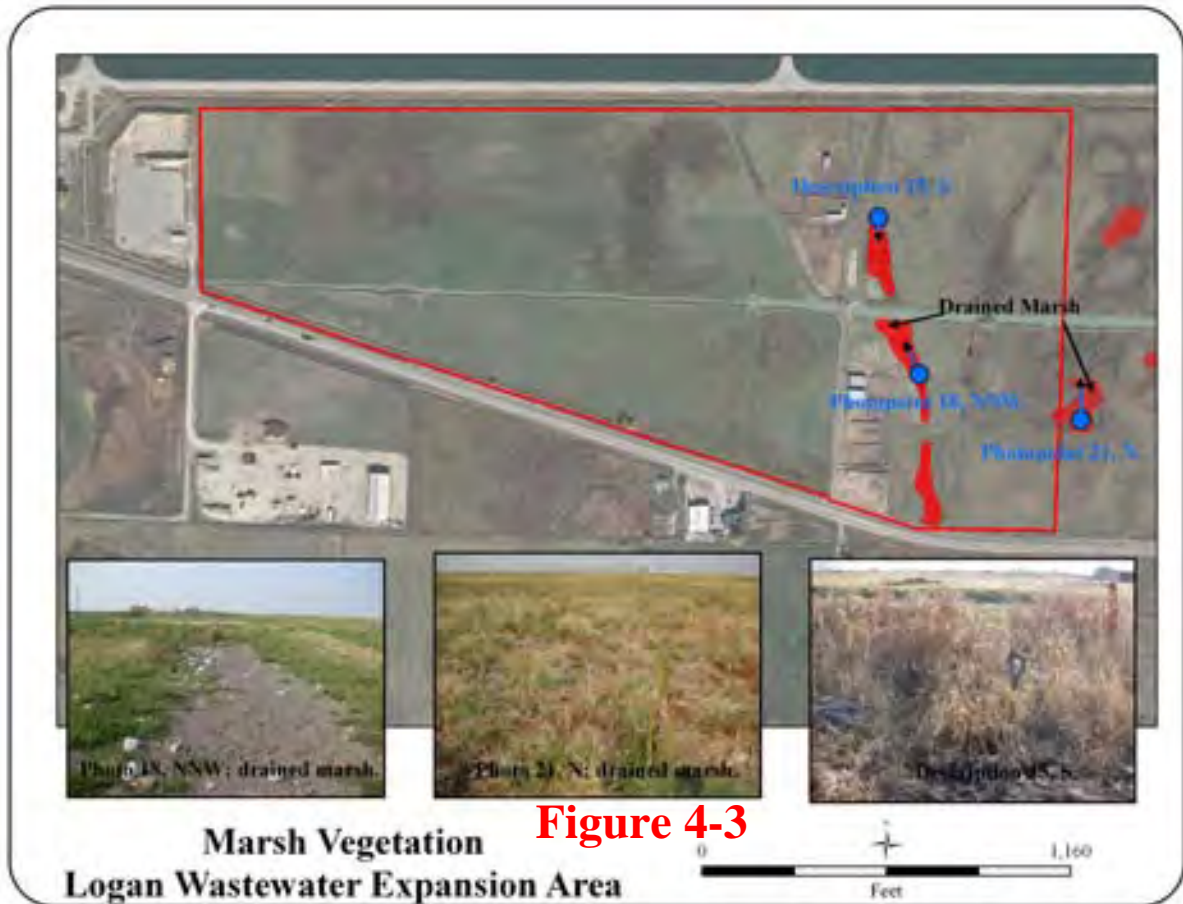 Description 15, S.
Drained Marsh
Photopoint 18, NNW.
Photopoint 21, N.
Photo 18, NNW; drained marsh.
Photo 21, N; drained marsh.
Description 15, S.
Figure 4-3
Marsh Vegetation
Logan Wastewater Expansion Area
0 1,160
Feet